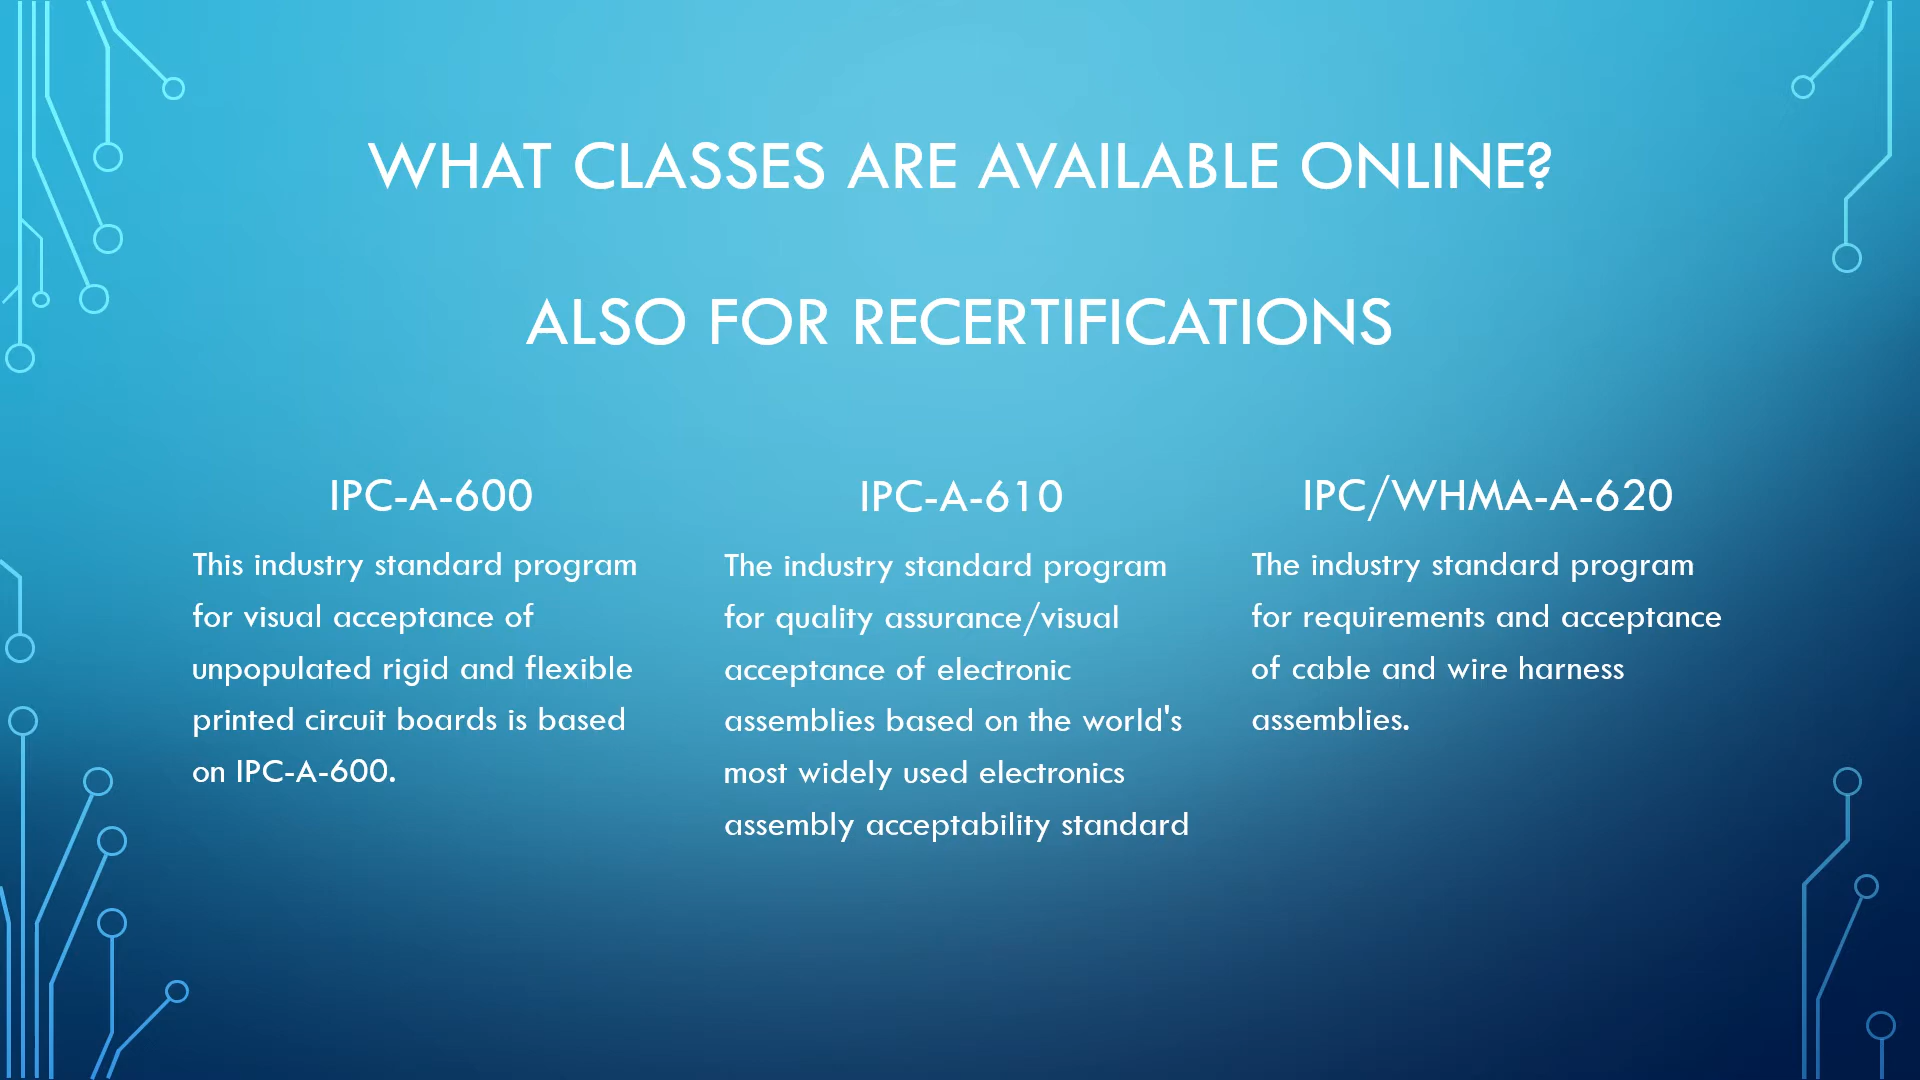 WHAT CLASSES ARE AVAILABLE ONLINE?
ALSO FOR RECERTIFICATIONS
IPC-A-600
This industry standard program
for visual acceptance of
unpopulated rigid and flexible
printed circuit boards is based
on IPC-A-600.
IPC-A-610
The industry standard program
for quality assurance/visual
acceptance of electronic
assemblies based on the world's
most widely used electronics
assembly acceptability standard
IPC/WHMA-A-620
The industry standard program
for requirements and acceptance
of cable and wire harness
assemblies.